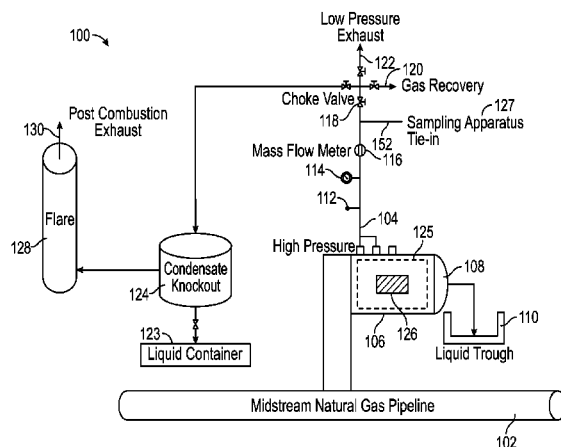 100
Low Pressure
Exhaust
122
120
Gas Recovery
Choke Valve
118
127
Sampling Apparatus
Tie-in
152
Mass Flow Meter
116
114
112
104
Post Combustion
Exhaust
130
Flare
128
Condensate
Knockout
124
123
Liquid Container
High Pressure
125
108
126
106
110
Liquid Trough
Midstream Natural Gas Pipeline
102